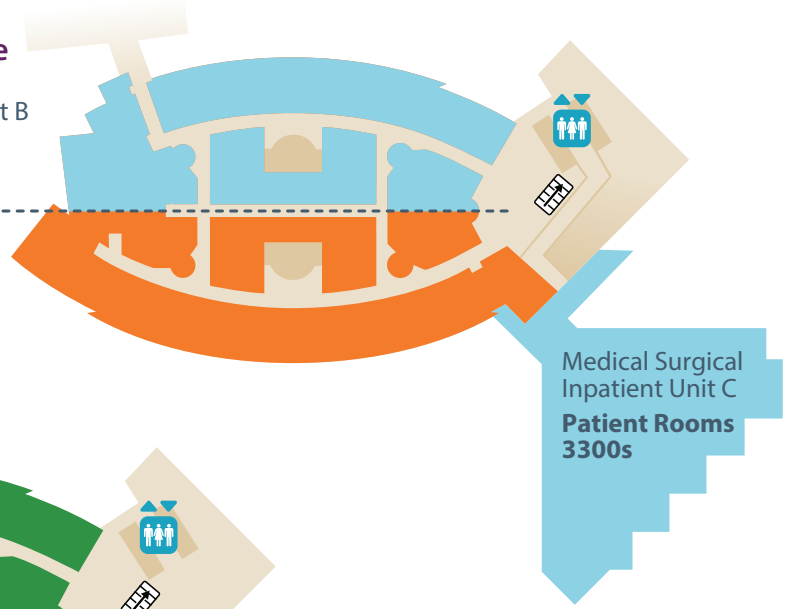 e
t B
Medical Surgical
Inpatient Unit C
Patient Rooms
3300s